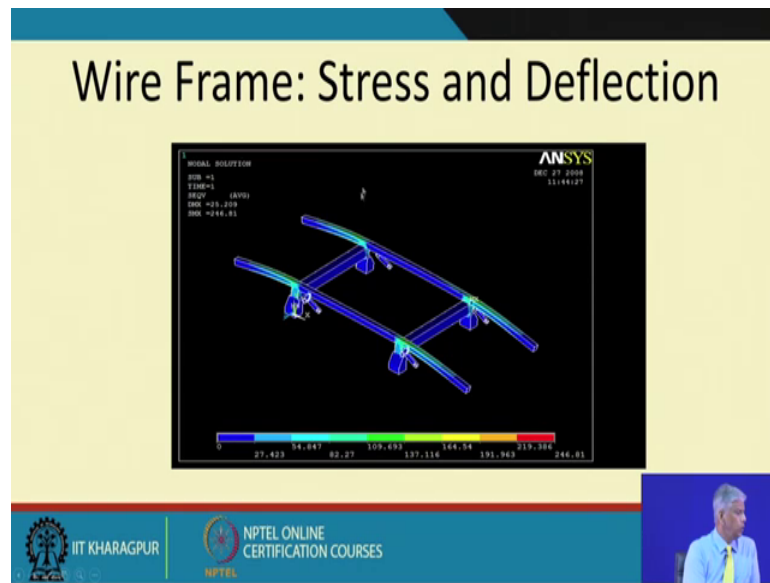 Wire Frame: Stress and Deflection
1
NODAL SOLUTION
SUB =1
TIME=1
SEQV (AVG)
DMX =25.209
SMX =246.81
ANSYS
DEC 27 2008
11:44:27
0 54.847 109.693 164.54 219.386
27.423 82.27 137.116 191.963 246.81
IIT KHARAGPUR
NPTEL
NPTEL ONLINE
CERTIFICATION COURSES